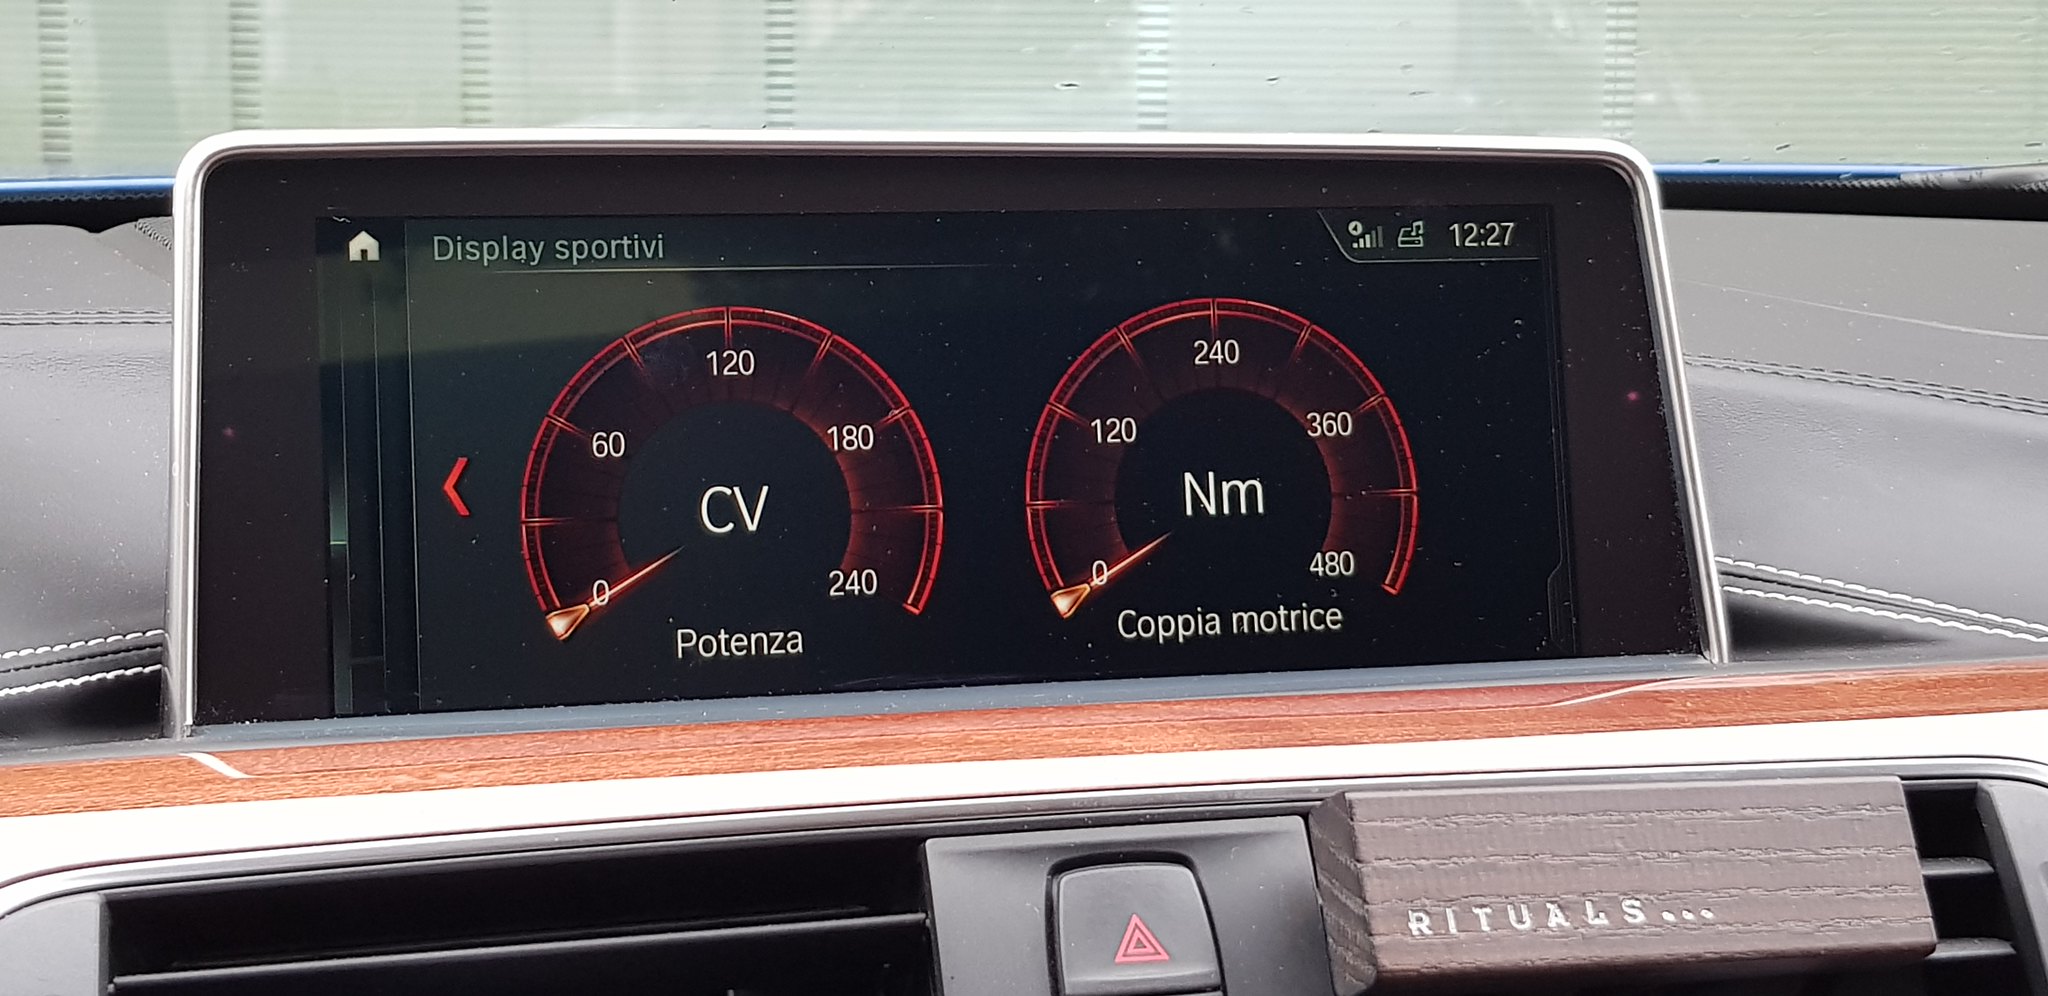 Display sportivi
12:27
0
60
120
180
240
CV
Potenza
0
120
240
360
480
Nm
Coppia motrice
RITUALS...